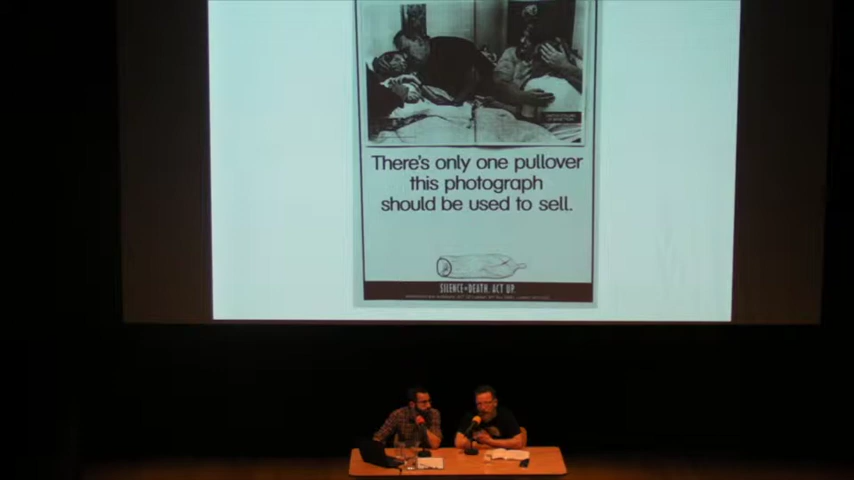 There's only one pullover
this photograph
should be used to sell.
SILENCE=DEATH. ACT UP.